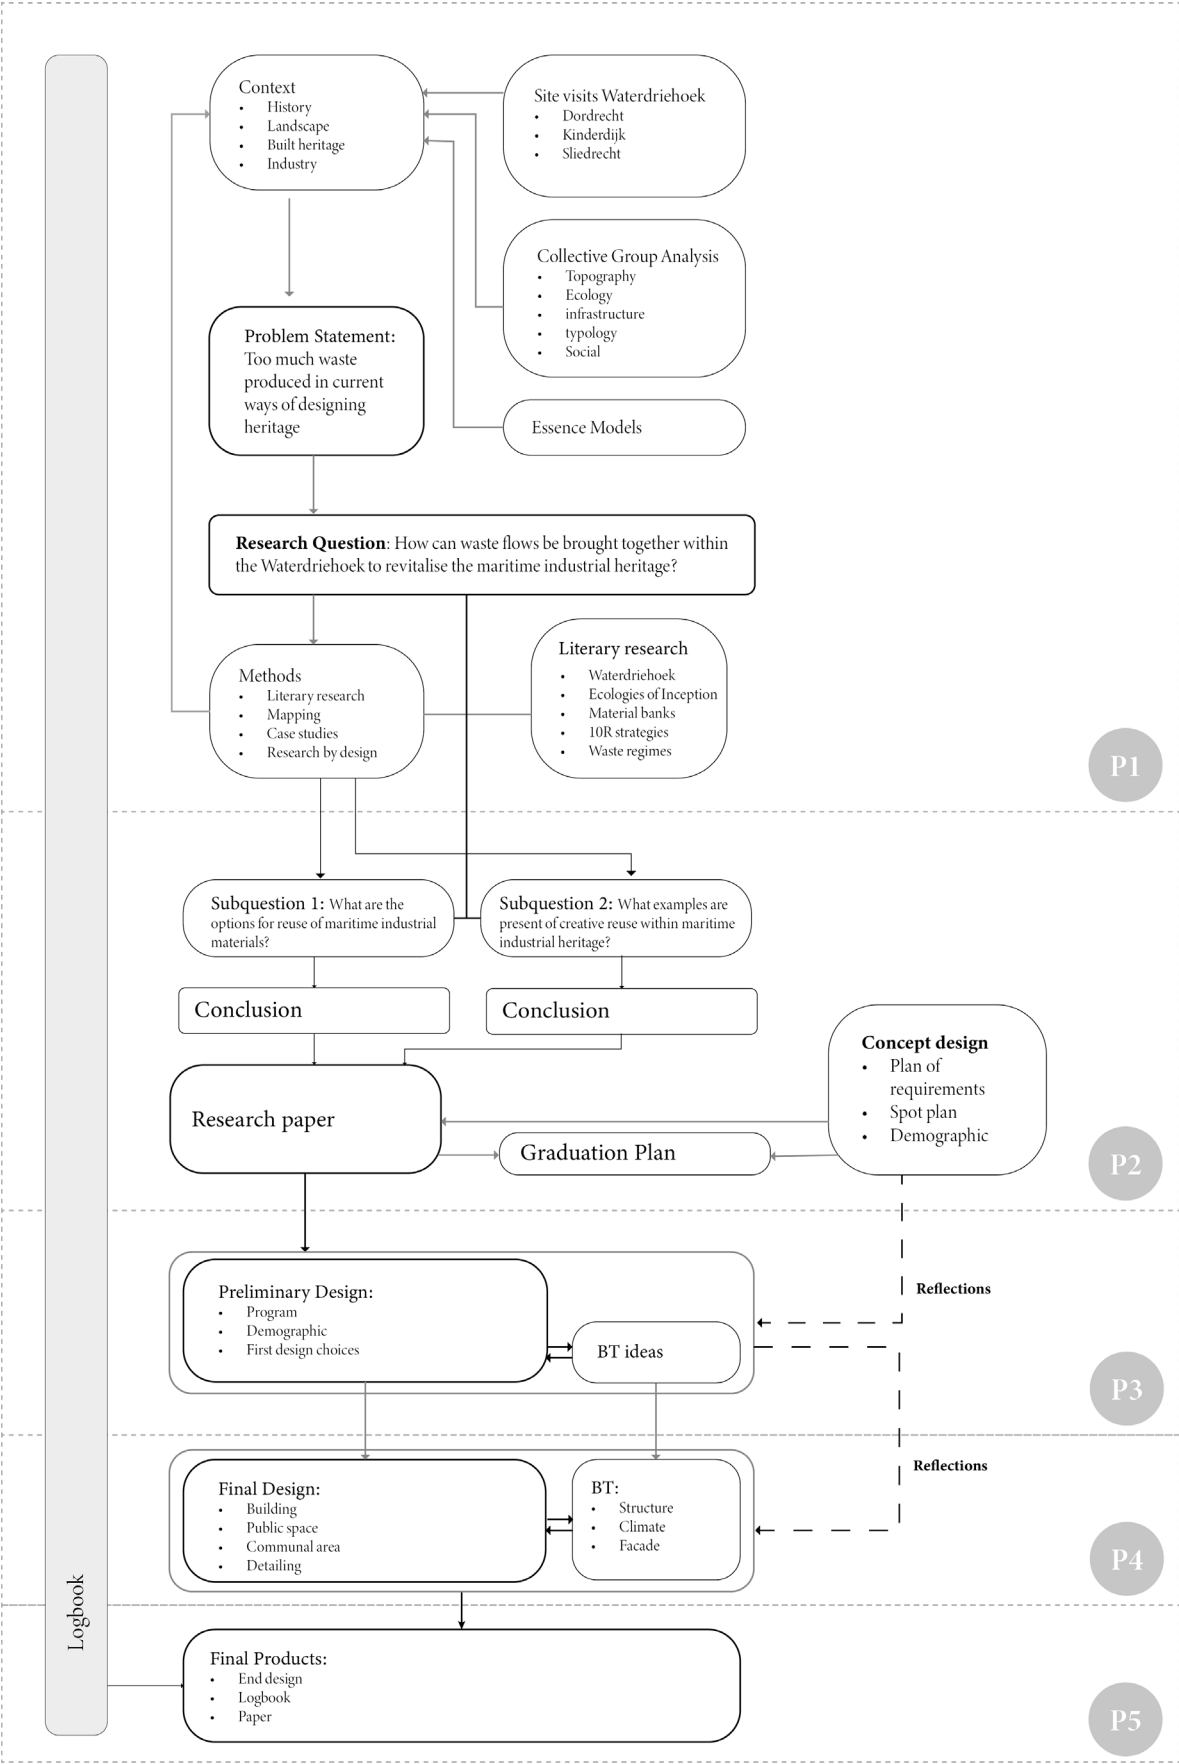 Context
• History
• Landscape
• Built heritage
• Industry
Site visits Waterdriehoek
• Dordrecht
• Kinderdijk
• Sliedrecht
Collective Group Analysis
• Topography
• Ecology
• infrastructure
• typology
• Social
Problem Statement:
Too much waste
produced in current
ways of designing
heritage
Essence Models
Research Question: How can waste flows be brought together within
the Waterdriehoek to revitalise the maritime industrial heritage?
Methods
• Literary research
• Mapping
• Case studies
• Research by design
Literary research
• Waterdriehoek
• Ecologies of Inception
• Material banks
• 10R strategies
• Waste regimes
P1
Subquestion 1: What are the
options for reuse of maritime industrial
materials?
Subquestion 2: What examples are
present of creative reuse within maritime
industrial heritage?
Conclusion
Conclusion
Concept design
• Plan of
requirements
• Spot plan
• Demographic
Research paper
Graduation Plan
P2
Preliminary Design:
• Program
• Demographic
• First design choices
BT ideas
Reflections
P3
Final Design:
• Building
• Public space
• Communal area
• Detailing
BT:
• Structure
• Climate
• Facade
Reflections
P4
Logbook
Final Products:
• End design
• Logbook
• Paper
P5